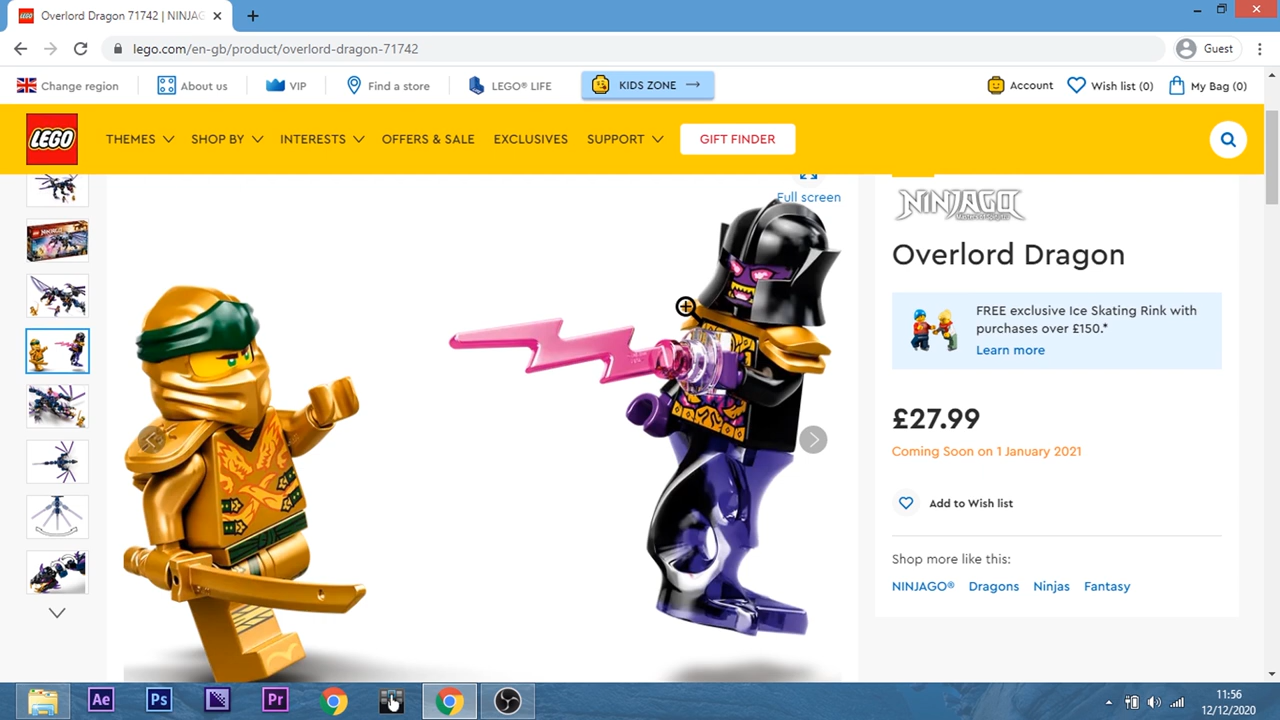 Overlord Dragon 71742 | NINJAG
lego.com/en-gb/product/overlord-dragon-71742
Guest
Change region
About us
VIP
Find a store
LEGO® LIFE
KIDS ZONE
Account
Wish list (0)
My Bag (0)
LEGO
THEMES
SHOP BY
INTERESTS
OFFERS & SALE
EXCLUSIVES
SUPPORT
GIFT FINDER
Full screen
NINJAGO
Overlord Dragon
FREE exclusive Ice Skating Rink with
purchases over £150.*
Learn more
£27.99
Coming Soon on 1 January 2021
Add to Wish list
Shop more like this:
NINJAGO®
Dragons
Ninjas
Fantasy
Ae
Ps
Pr
11:56
12/12/2020